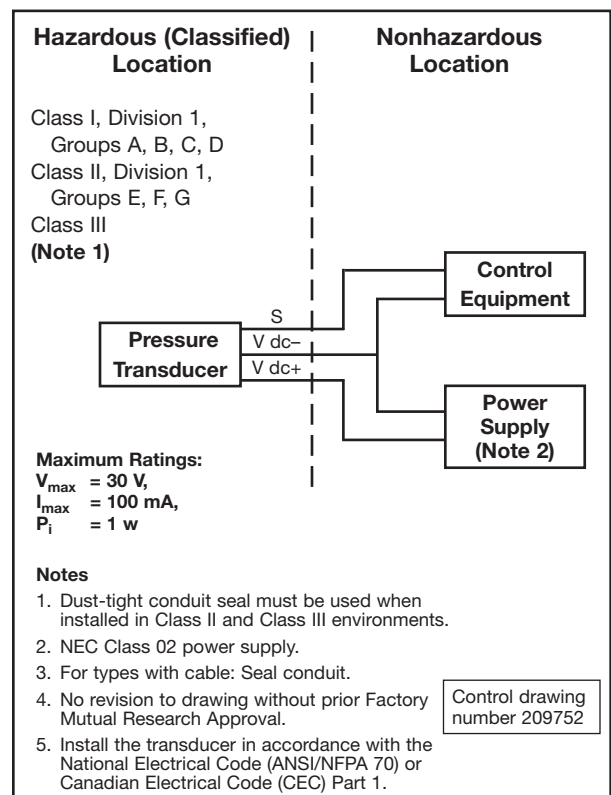 Hazardous (Classified)
Location
Nonhazardous
Location
Class I, Division 1,
Groups A, B, C, D
Class II, Division 1,
Groups E, F, G
Class III
(Note 1)
Control
Equipment
S
V dc–
V dc+
Pressure
Transducer
Power
Supply
(Note 2)
Maximum Ratings:
Vmax = 30 V,
Imax = 100 mA,
Pi = 1 w
Notes
1. Dust-tight conduit seal must be used when
installed in Class II and Class III environments.
2. NEC Class 02 power supply.
3. For types with cable: Seal conduit.
4. No revision to drawing without prior Factory
Mutual Research Approval.
5. Install the transducer in accordance with the
National Electrical Code (ANSI/NFPA 70) or
Canadian Electrical Code (CEC) Part 1.
Control drawing
number 209752